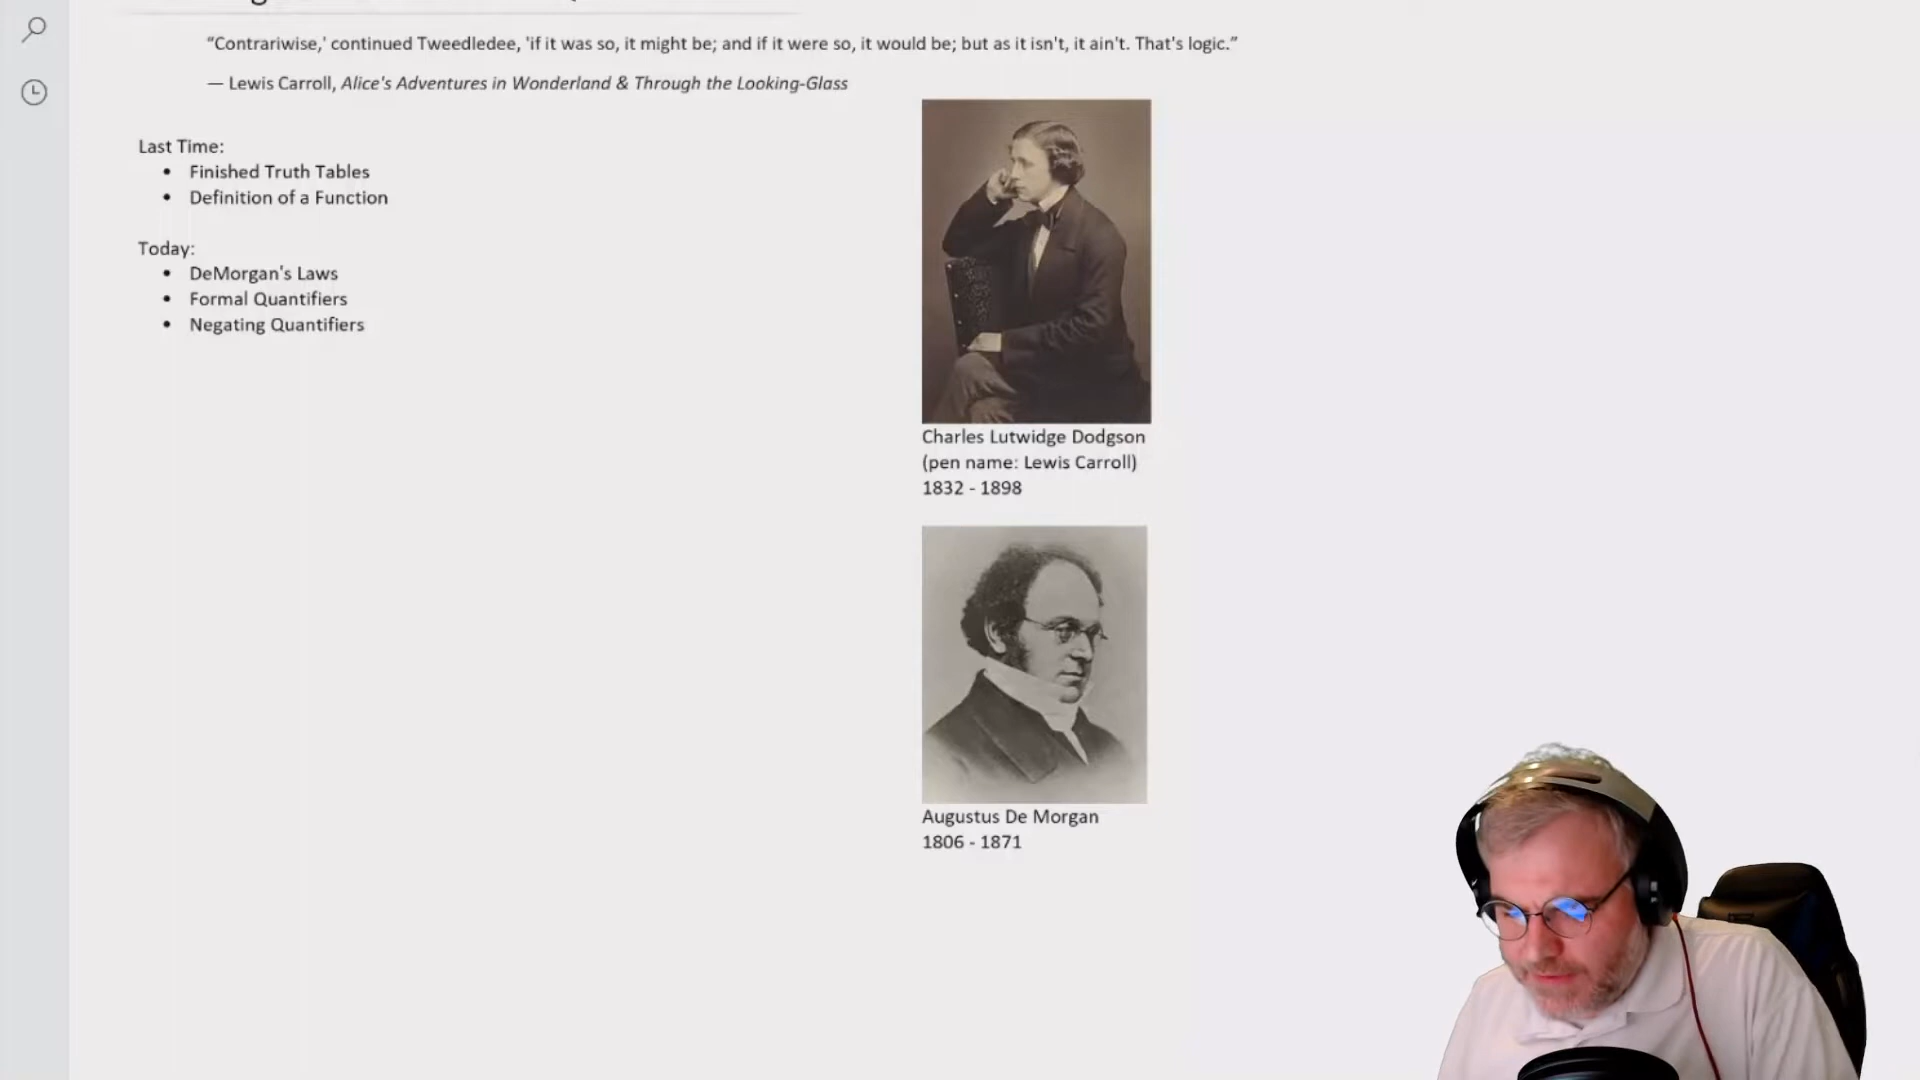 “Contrariwise,' continued Tweedledee, 'if it was so, it might be; and if it were so, it would be; but as it isn't, it ain't. That's logic.”
— Lewis Carroll, Alice's Adventures in Wonderland & Through the Looking-Glass
Last Time:
• Finished Truth Tables
• Definition of a Function
Today:
• DeMorgan's Laws
• Formal Quantifiers
• Negating Quantifiers
Charles Lutwidge Dodgson
(pen name: Lewis Carroll)
1832 - 1898
Augustus De Morgan
1806 - 1871